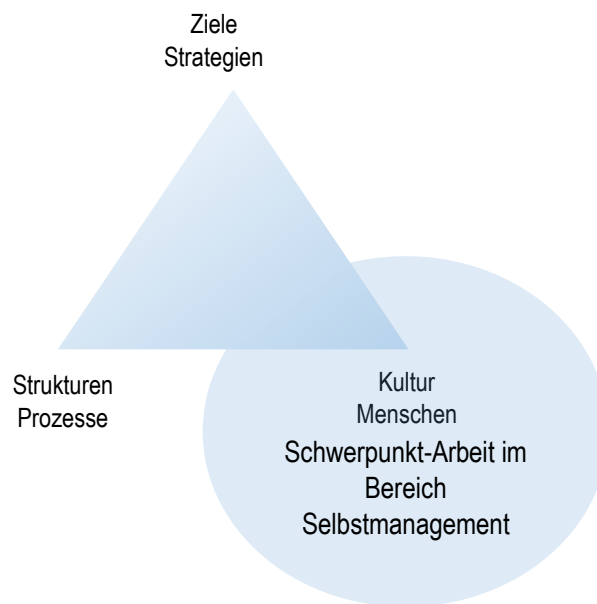 Ziele
Strategien
Strukturen
Prozesse
Kultur
Menschen
Schwerpunkt-Arbeit im
Bereich
Selbstmanagement